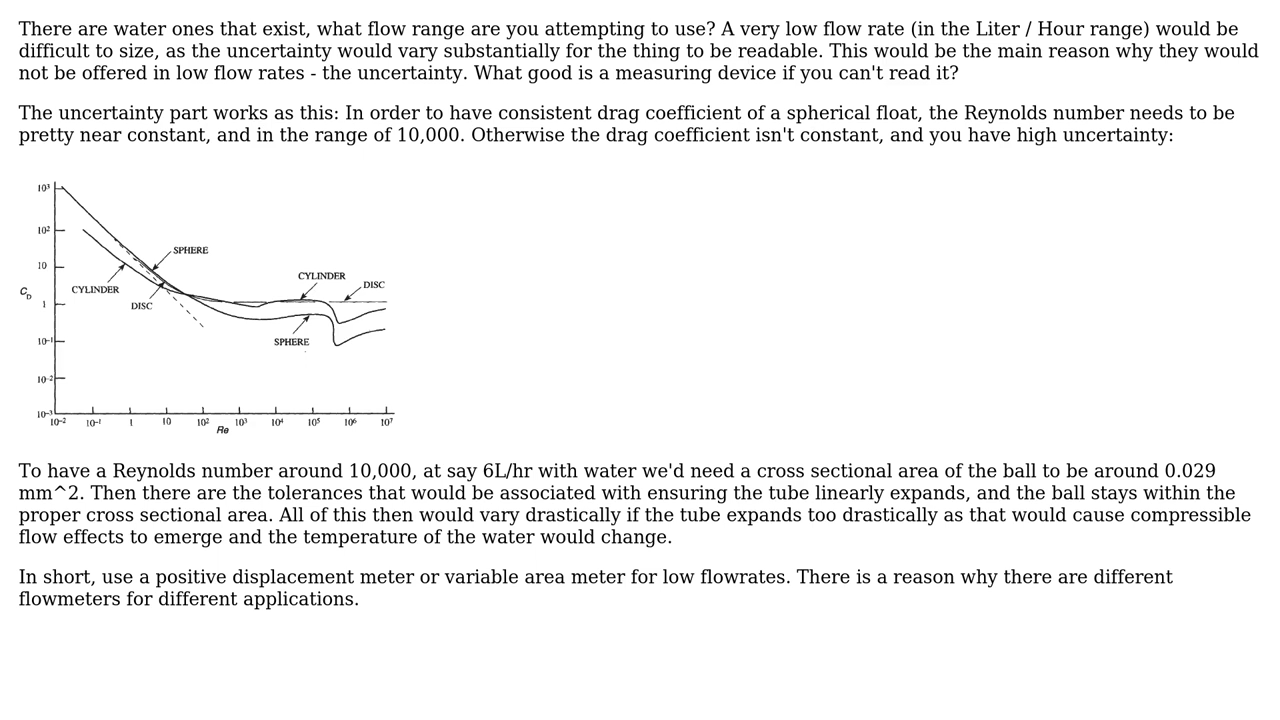 There are water ones that exist, what flow range are you attempting to use? A very low flow rate (in the Liter / Hour range) would be
difficult to size, as the uncertainty would vary substantially for the thing to be readable. This would be the main reason why they would
not be offered in low flow rates - the uncertainty. What good is a measuring device if you can't read it?
The uncertainty part works as this: In order to have consistent drag coefficient of a spherical float, the Reynolds number needs to be
pretty near constant, and in the range of 10,000. Otherwise the drag coefficient isn't constant, and you have high uncertainty:
10³
10²
SPHERE
10
CYLINDER
DISC
C_D
CYLINDER
1
DISC
10⁻¹
SPHERE
10⁻²
10⁻³
10⁻² 10⁻¹ 1 10 10² 10³ 10⁴ 10⁵ 10⁶ 10⁷
Re
To have a Reynolds number around 10,000, at say 6L/hr with water we'd need a cross sectional area of the ball to be around 0.029
mm^2. Then there are the tolerances that would be associated with ensuring the tube linearly expands, and the ball stays within the
proper cross sectional area. All of this then would vary drastically if the tube expands too drastically as that would cause compressible
flow effects to emerge and the temperature of the water would change.
In short, use a positive displacement meter or variable area meter for low flowrates. There is a reason why there are different
flowmeters for different applications.